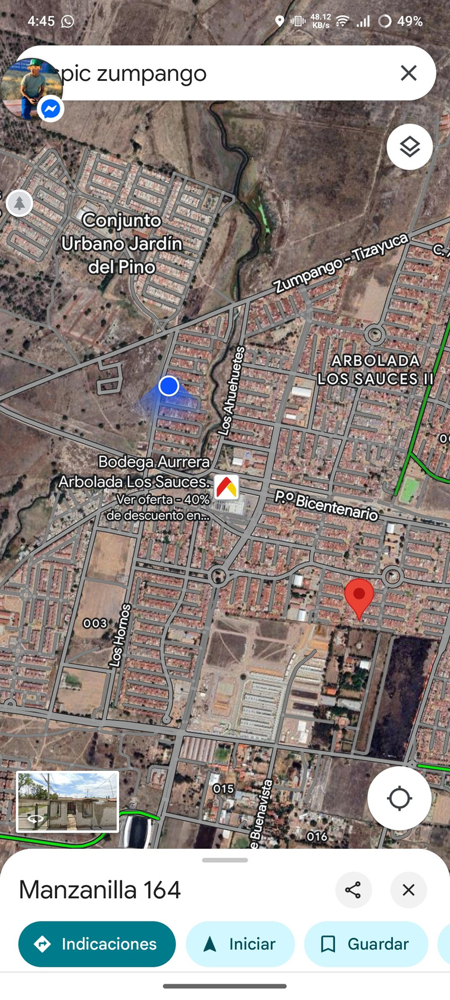 4:45
48.12
KB/s
49%
spic zumpango
Conjunto
Urbano Jardín
del Pino
Zumpango - Tizayuca
ARBOLADA
LOS SAUCES II
Los Ahuehuetes
Bodega Aurrera
Arbolada Los Sauces.
Ver oferta - 40%
de descuento en...
P.º Bicentenario
003
Los Hornos
015
e Buenavista
016
Manzanilla 164
Indicaciones
Iniciar
Guardar